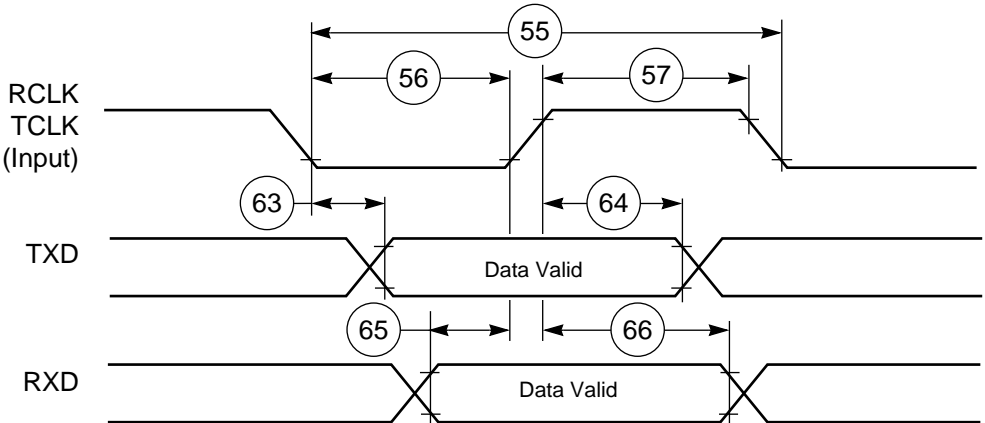 55
56
57
RCLK
TCLK
(Input)
63
64
TXD
Data Valid
65
66
RXD
Data Valid